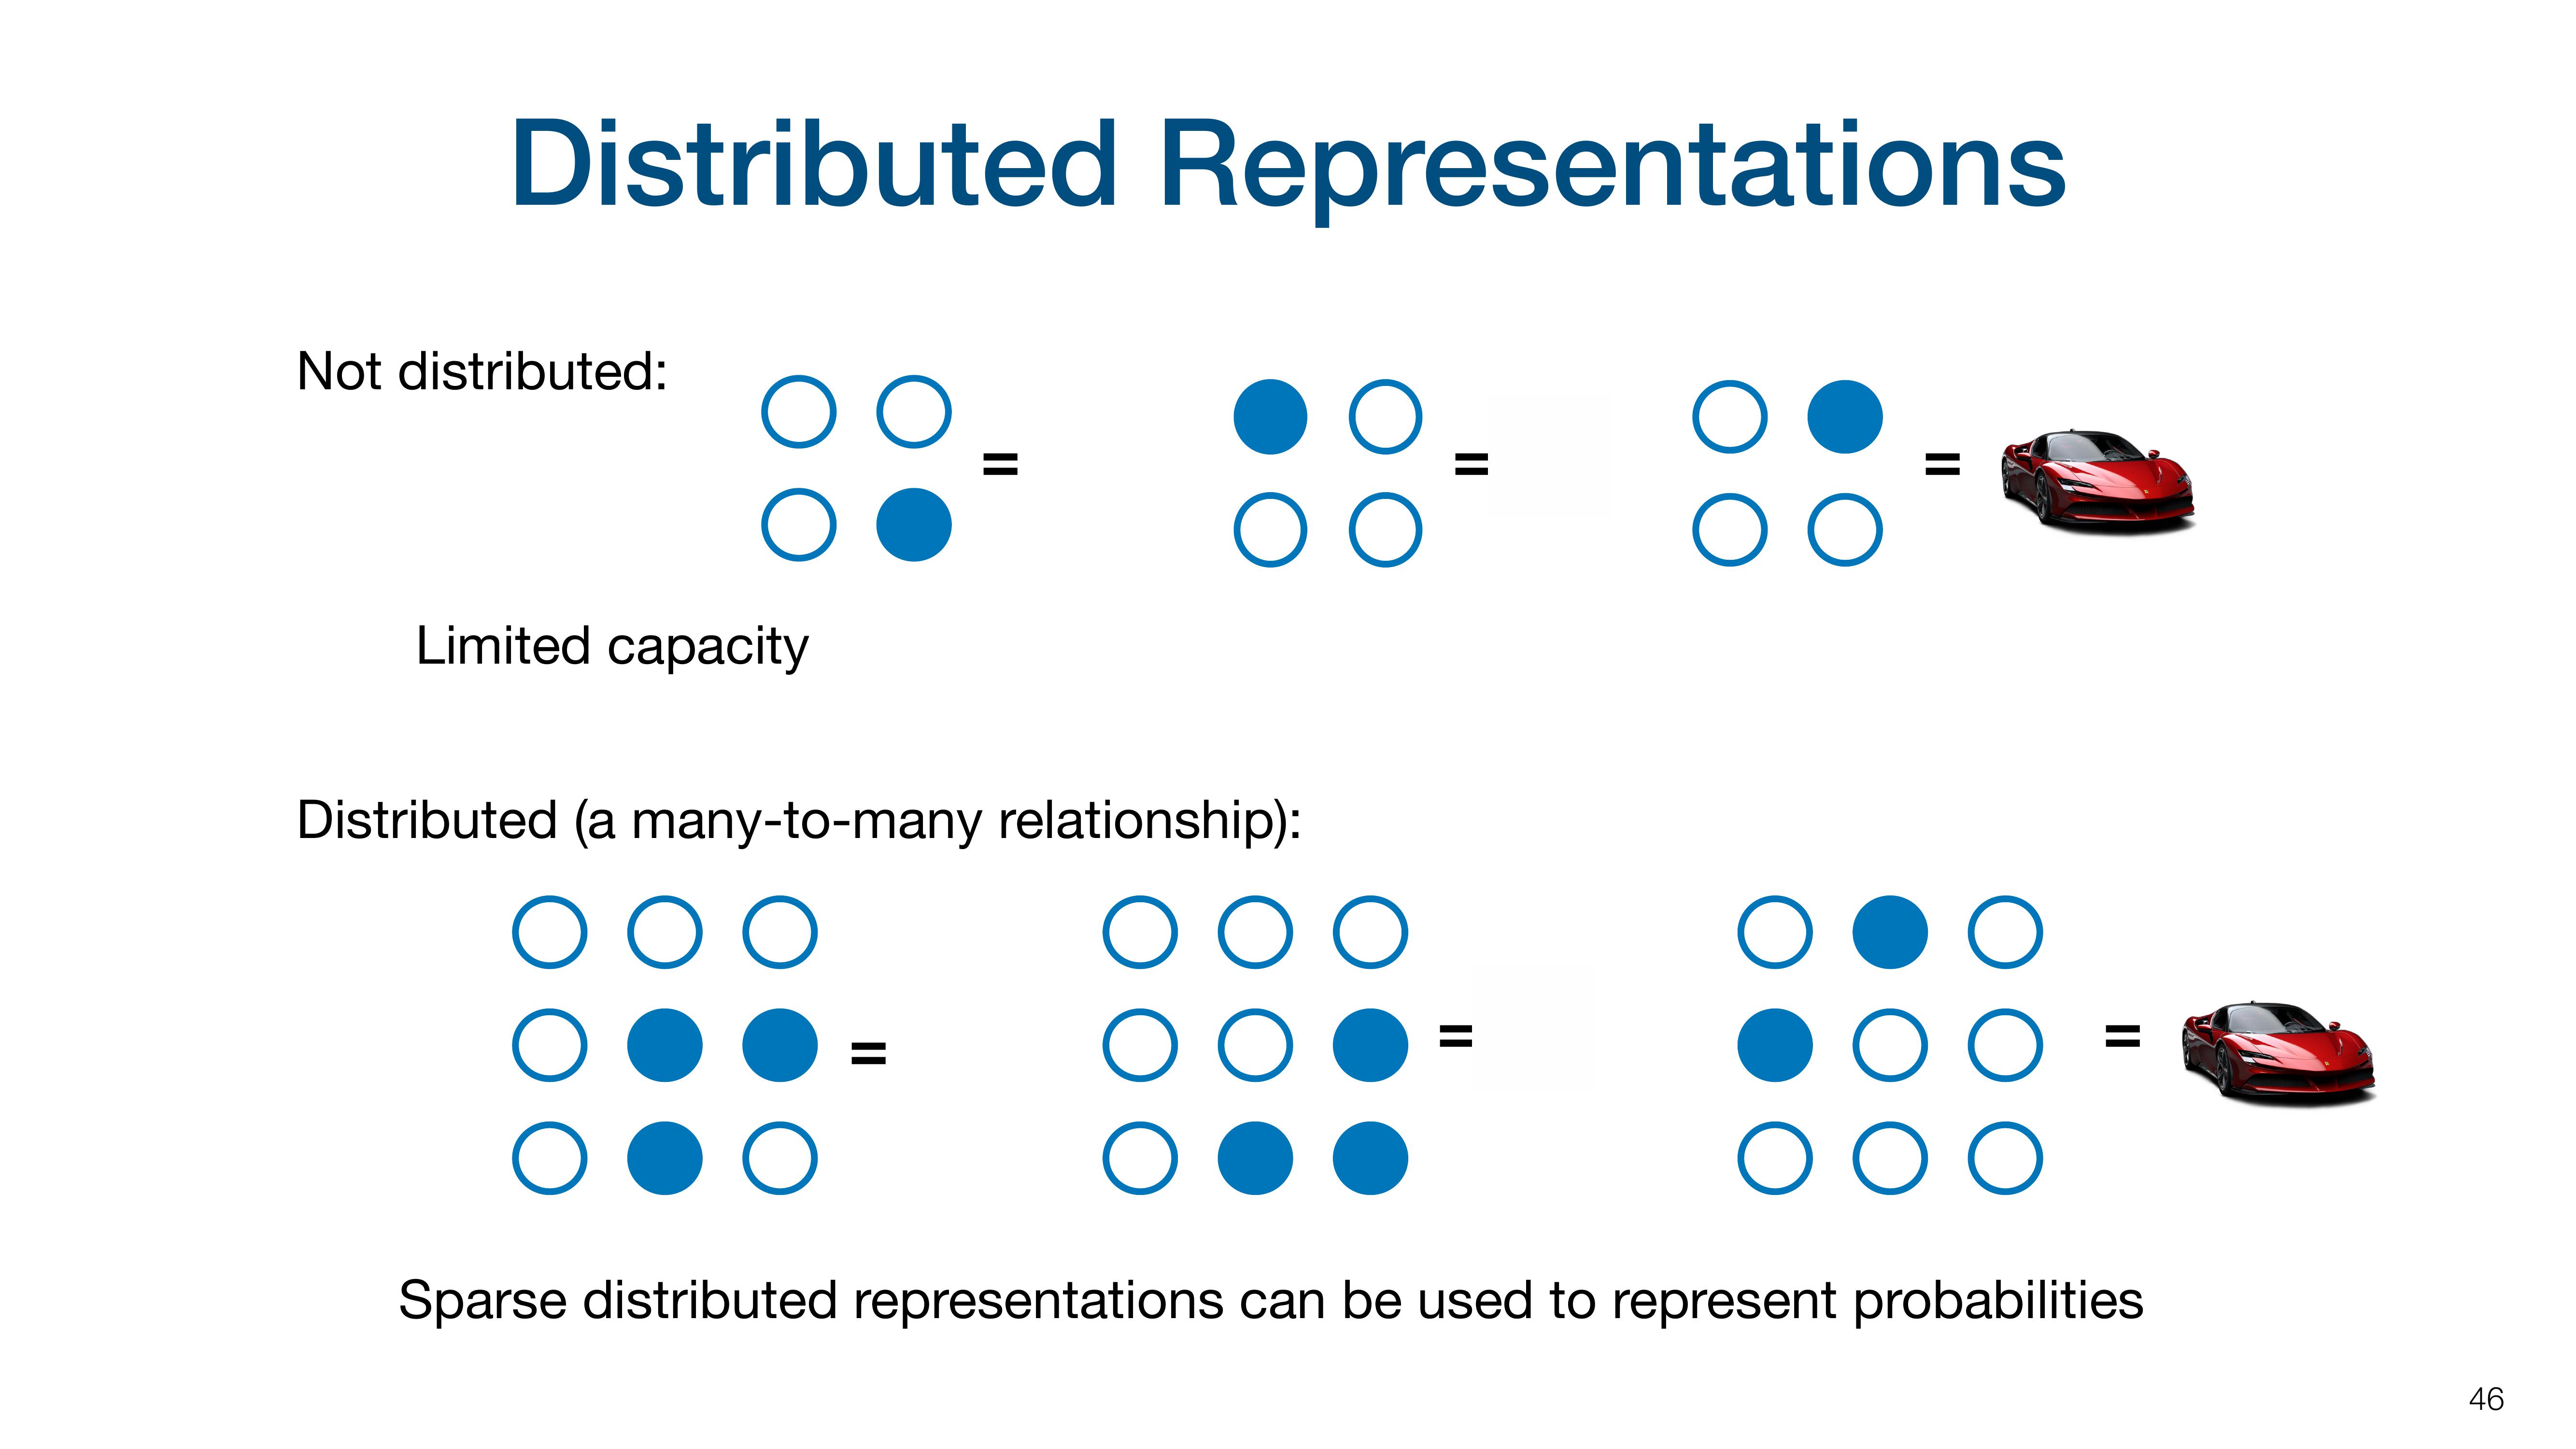 Distributed Representations
Not distributed:
= = =
Limited capacity
Distributed (a many-to-many relationship):
= = =
Sparse distributed representations can be used to represent probabilities
46